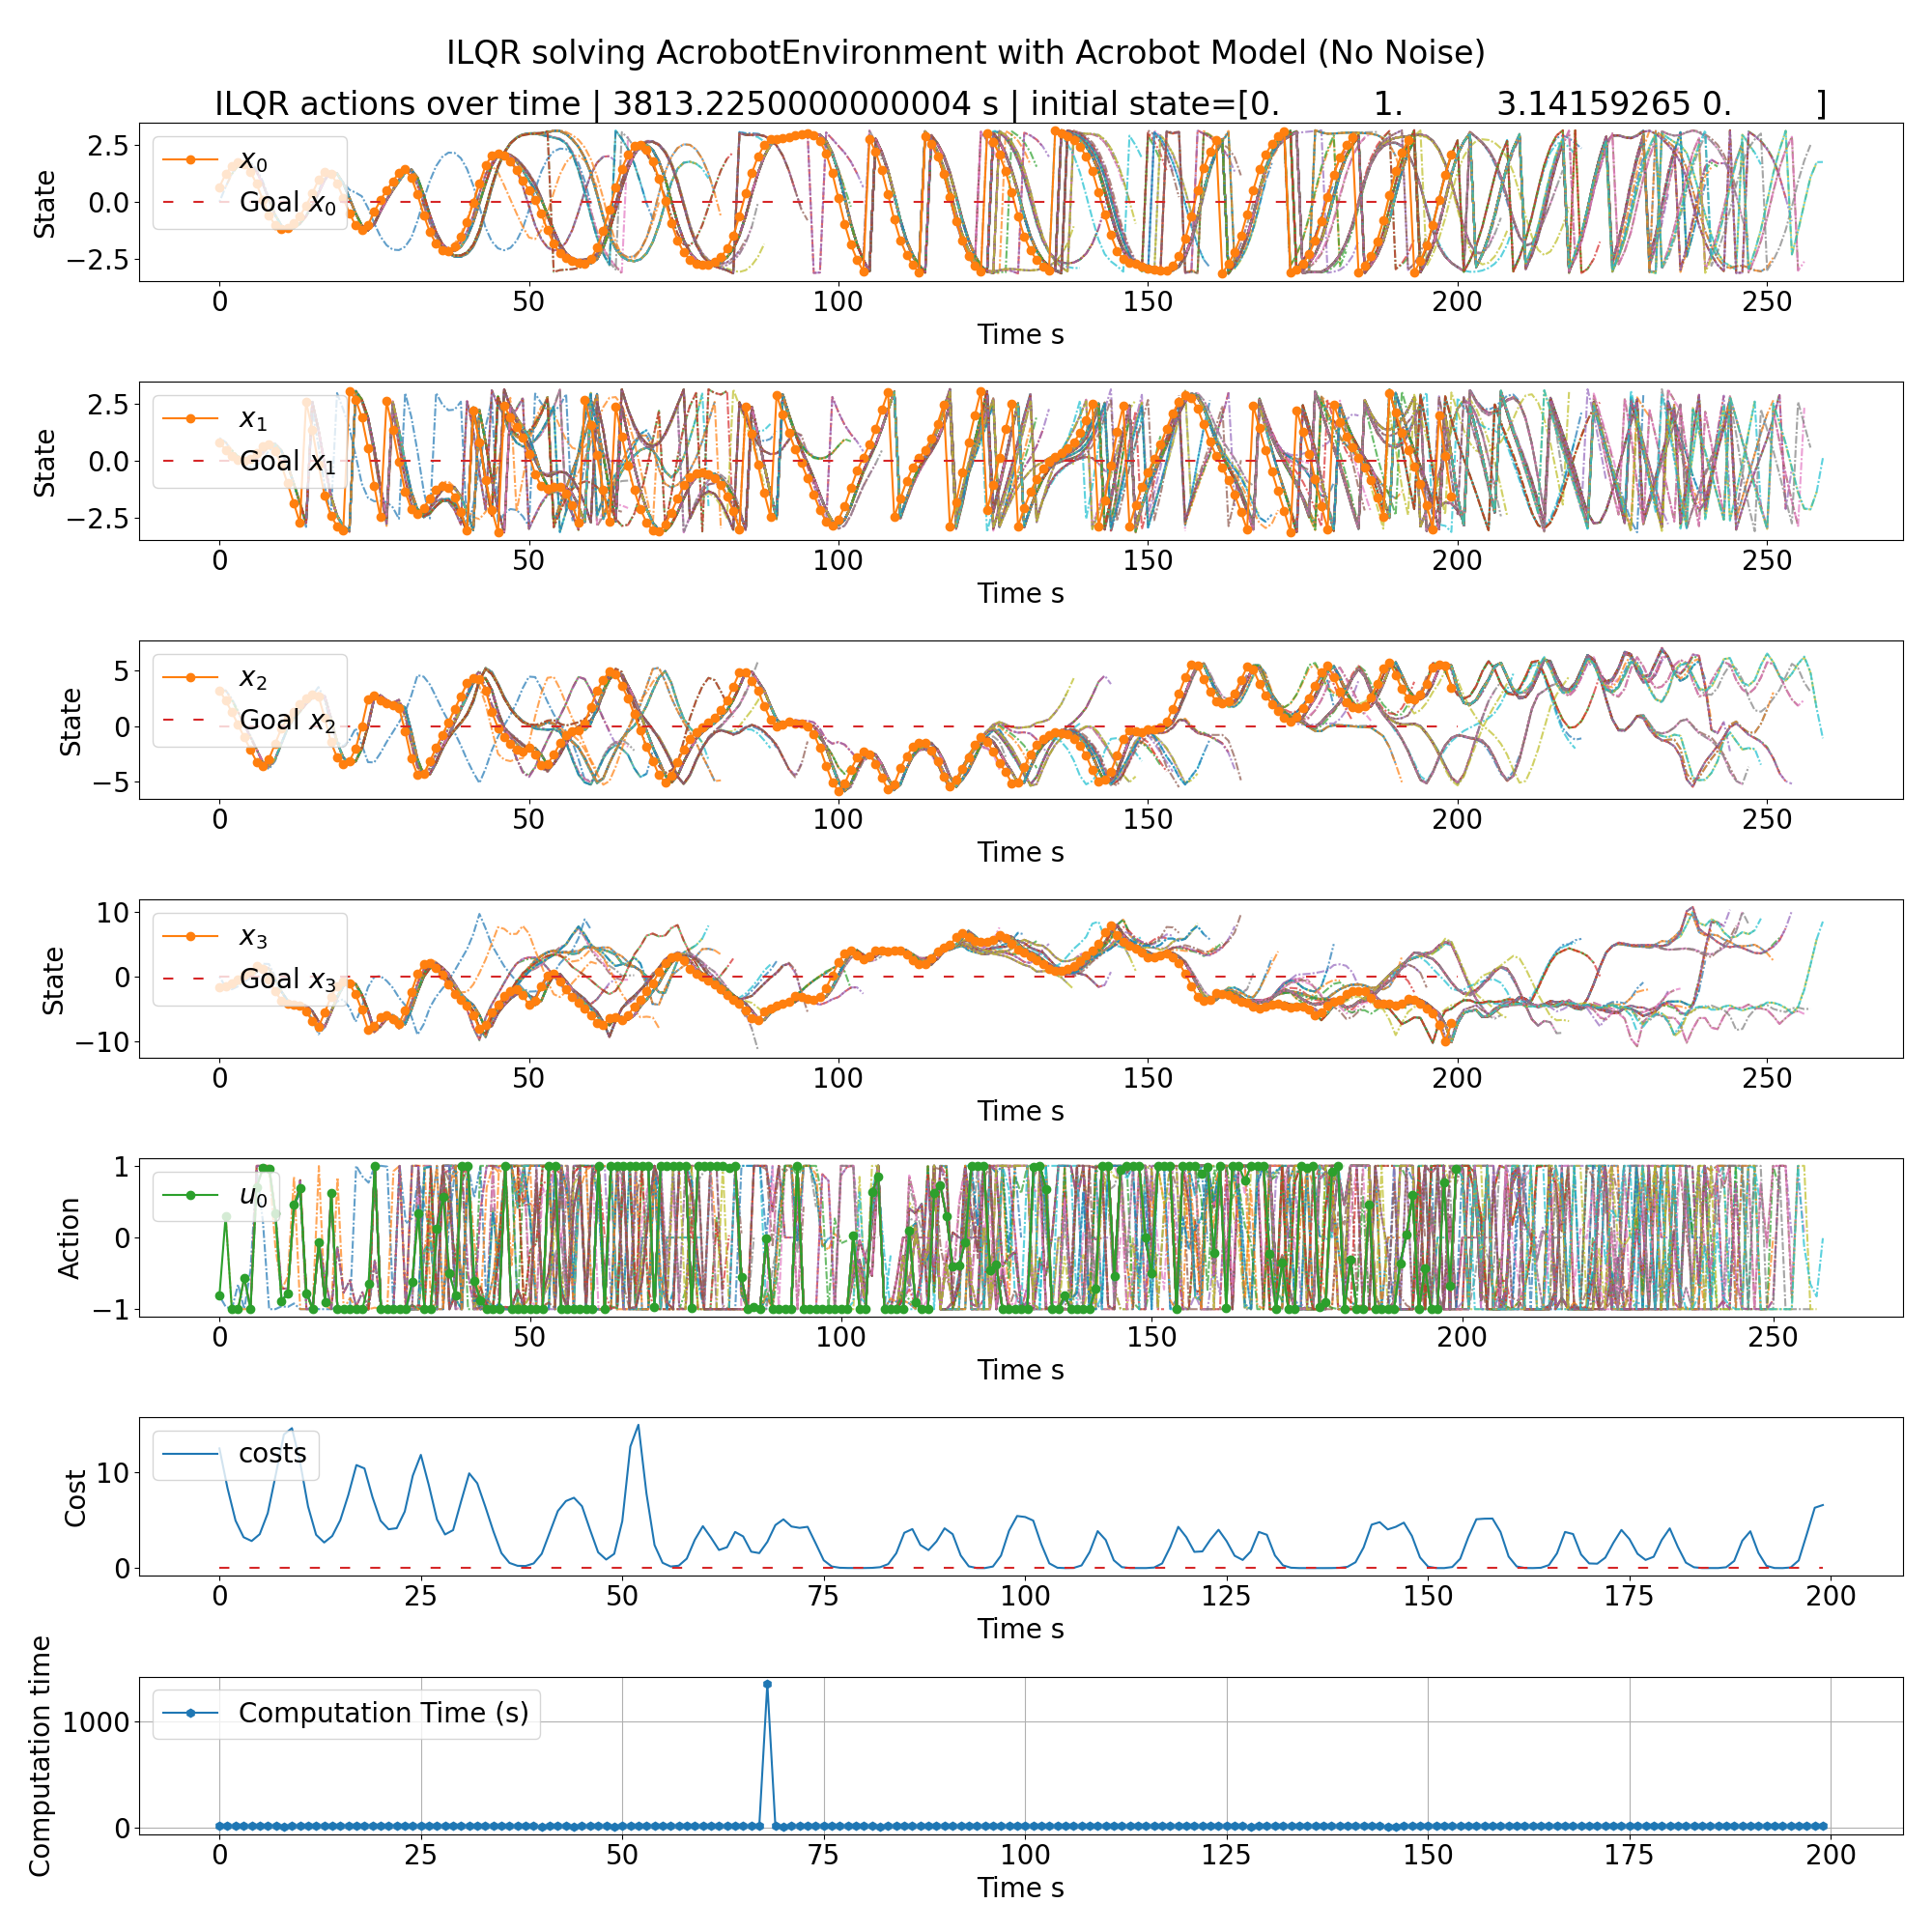 ILQR solving AcrobotEnvironment with Acrobot Model (No Noise)
ILQR actions over time | 3813.2250000000004 s | initial state=[0. 1. 3.14159265 0. ]
State
2.5
0.0
−2.5
x0
Goal x0
0 50 100 150 200 250
Time s
State
2.5
0.0
−2.5
x1
Goal x1
0 50 100 150 200 250
Time s
State
5
0
−5
x2
Goal x2
0 50 100 150 200 250
Time s
State
10
0
−10
x3
Goal x3
0 50 100 150 200 250
Time s
Action
1
0
−1
u0
0 50 100 150 200 250
Time s
Cost
10
0
costs
0 25 50 75 100 125 150 175 200
Time s
Computation time
1000
0
Computation Time (s)
0 25 50 75 100 125 150 175 200
Time s